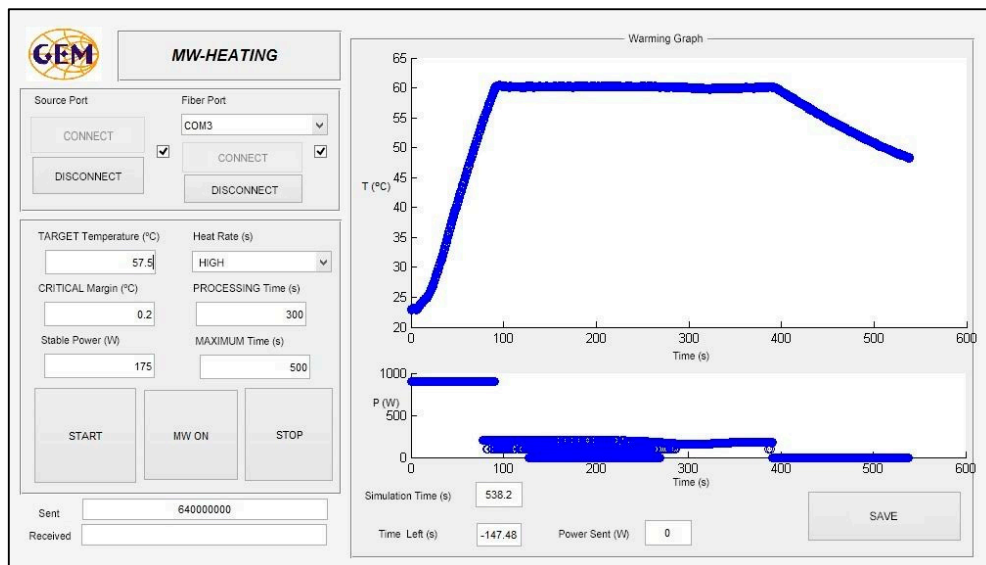 GEM
MW-HEATING
Source Port
Fiber Port
COM3
CONNECT
CONNECT
DISCONNECT
DISCONNECT
TARGET Temperature (ºC)
Heat Rate (s)
57.5
HIGH
CRITICAL Margin (ºC)
PROCESSING Time (s)
0.2
300
Stable Power (W)
MAXIMUM Time (s)
175
500
START
MW ON
STOP
Sent
640000000
Received
Warming Graph
65
60
55
50
45
T (ºC)
40
35
30
25
20
0 100 200 300 400 500 600
Time (s)
1000
P (W)
500
0
0 100 200 300 400 500 600
Time (s)
Simulation Time (s)
538.2
Time Left (s)
-147.48
Power Sent (W)
0
SAVE